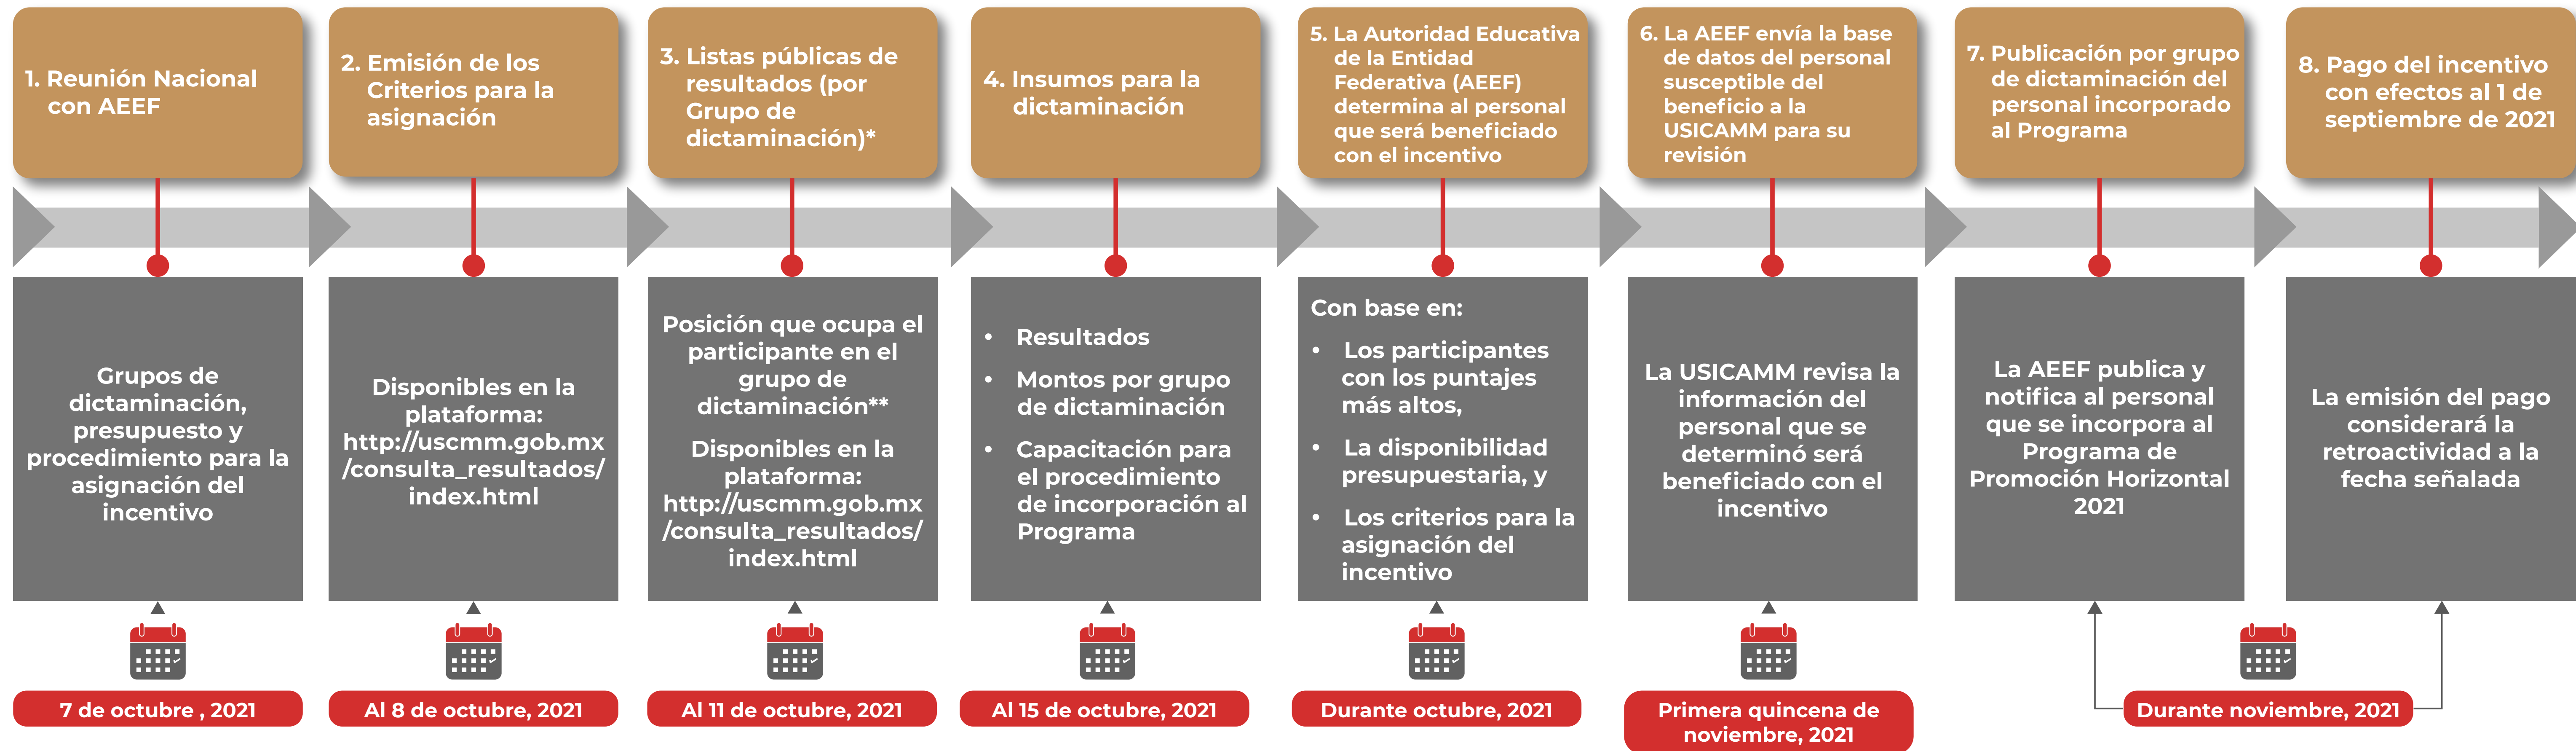 1. Reunión Nacional
con AEEF
2. Emisión de los
Criterios para la
asignación
3. Listas públicas de
resultados (por
Grupo de
dictaminación)*
4. Insumos para la
dictaminación
5. La Autoridad Educativa
de la Entidad
Federativa (AEEF)
determina al personal
que será beneficiado
con el incentivo
6. La AEEF envía la base
de datos del personal
susceptible del
beneficio a la
USICAMM para su
revisión
7. Publicación por grupo
de dictaminación del
personal incorporado
al Programa
8. Pago del incentivo
con efectos al 1 de
septiembre de 2021
Grupos de
dictaminación,
presupuesto y
procedimiento para la
asignación del
incentivo
Disponibles en la
plataforma:
http://uscmm.gob.mx
/consulta_resultados/
index.html
Posición que ocupa el
participante en el
grupo de
dictaminación**
Disponibles en la
plataforma:
http://uscmm.gob.mx
/consulta_resultados/
index.html
• Resultados
• Montos por grupo
de dictaminación
• Capacitación para
el procedimiento
de incorporación al
Programa
Con base en:
• Los participantes
con los puntajes
más altos,
• La disponibilidad
presupuestaria, y
• Los criterios para la
asignación del
incentivo
La USICAMM revisa la
información del
personal que se
determinó será
beneficiado con el
incentivo
La AEEF publica y
notifica al personal
que se incorpora al
Programa de
Promoción Horizontal
2021
La emisión del pago
considerará la
retroactividad a la
fecha señalada
7 de octubre , 2021
Al 8 de octubre, 2021
Al 11 de octubre, 2021
Al 15 de octubre, 2021
Durante octubre, 2021
Primera quincena de
noviembre, 2021
Durante noviembre, 2021